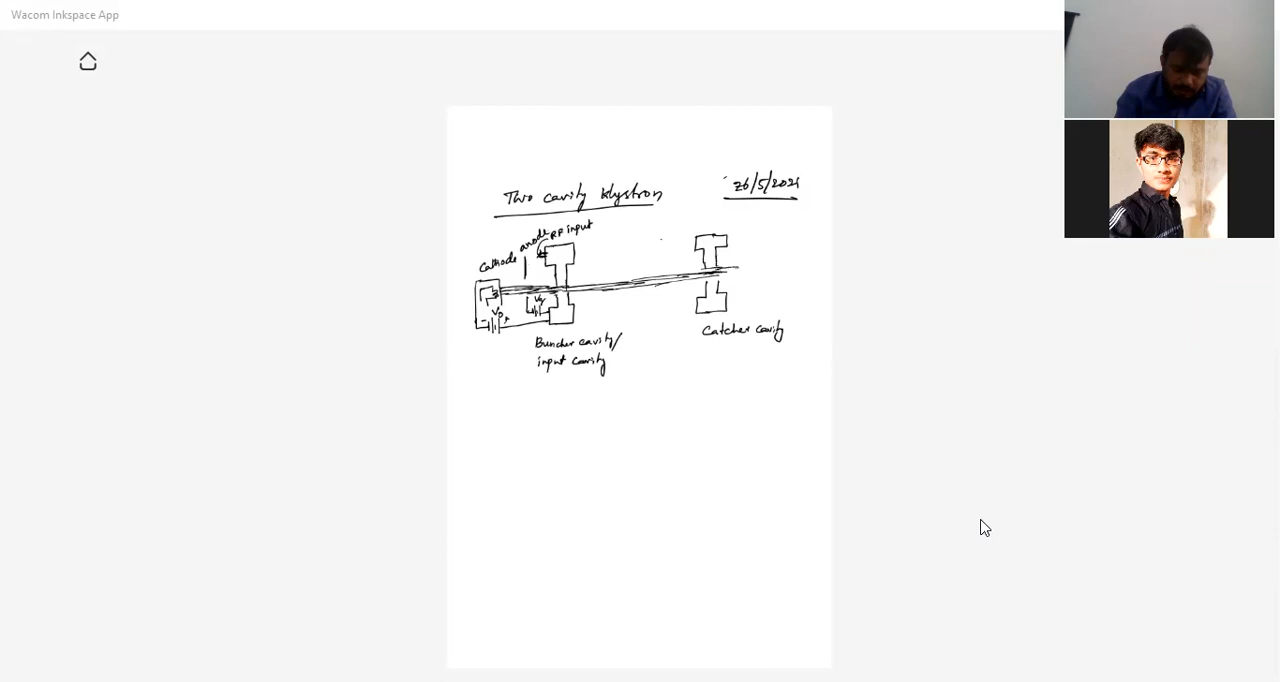 Wacom Inkspace App
Two cavity klystron
26/5/2021
RF input
anode
Cathode
V0
Buncher cavity/
input cavity
Catcher cavity